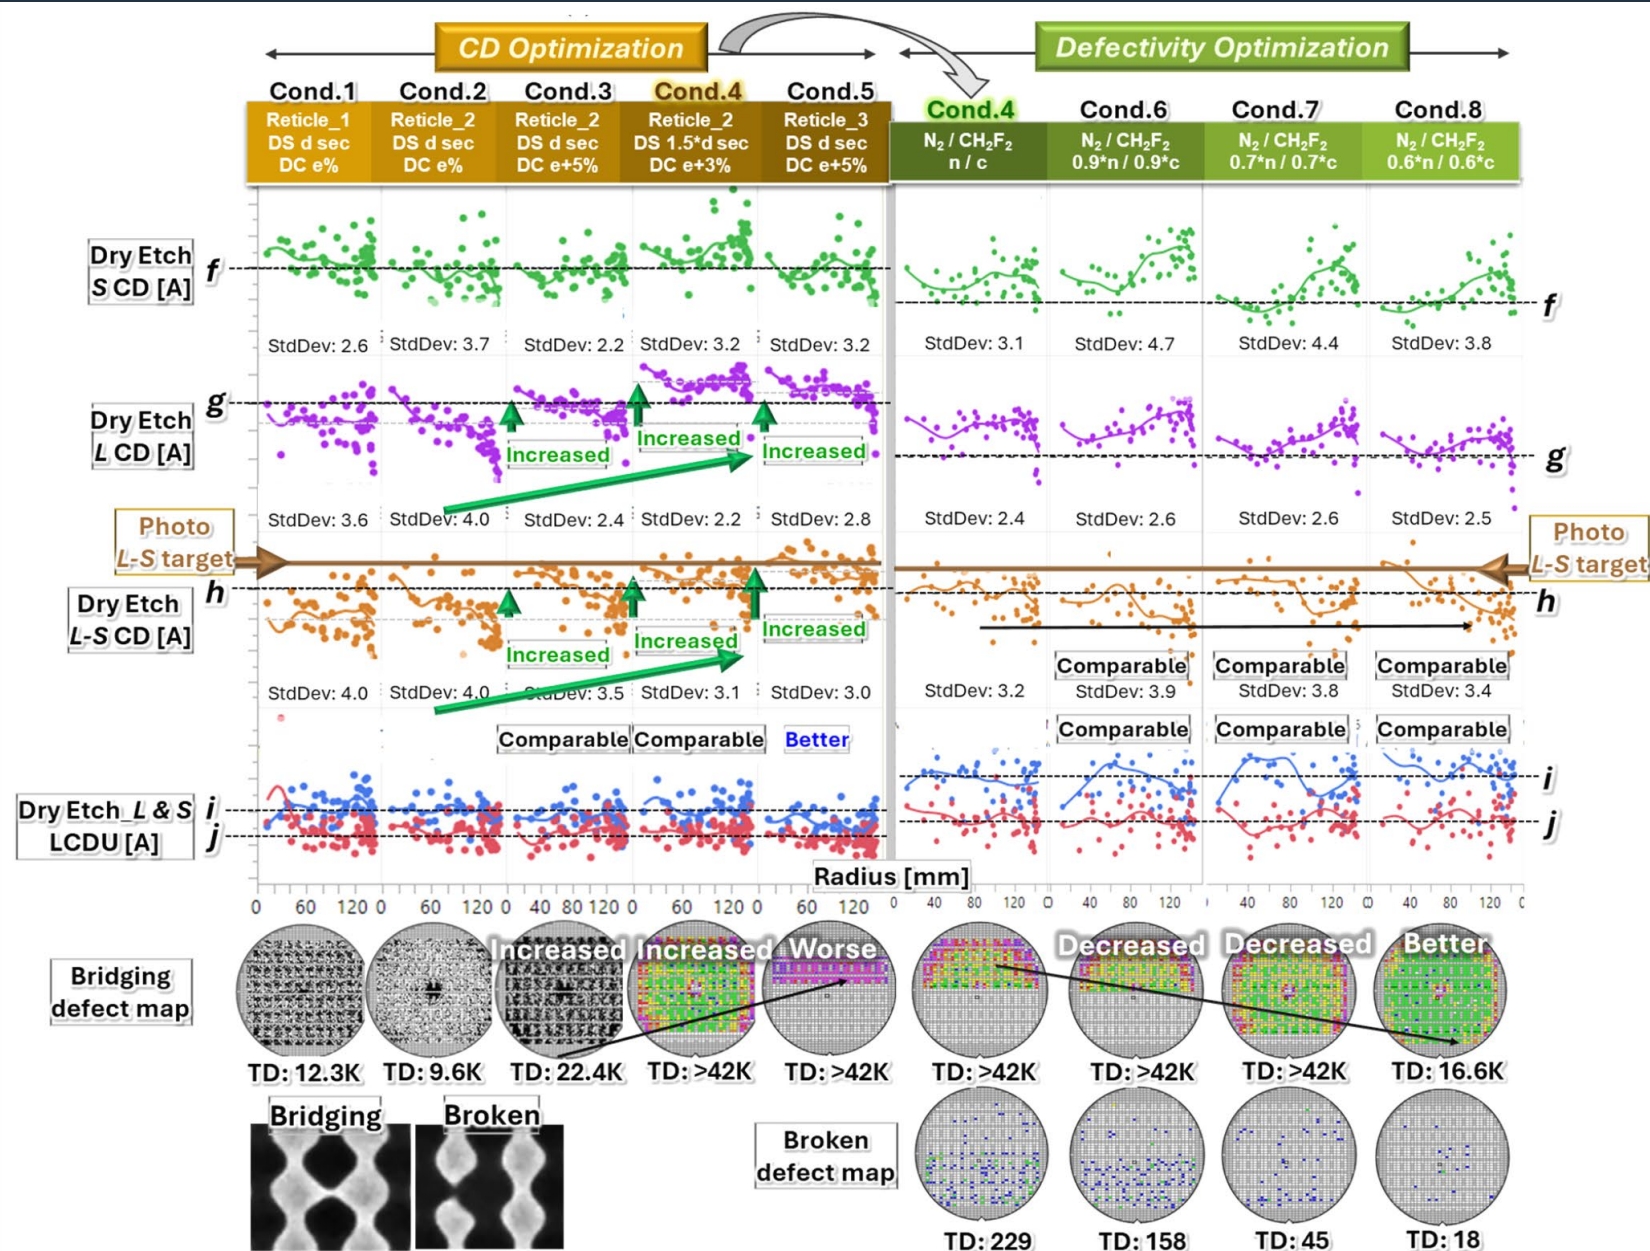 CD Optimization
Defectivity Optimization
Cond.1
Cond.2
Cond.3
Cond.4
Cond.5
Cond.4
Cond.6
Cond.7
Cond.8
Reticle_1
DS d sec
DC e%
Reticle_2
DS d sec
DC e%
Reticle_2
DS d sec
DC e+5%
Reticle_2
DS 1.5*d sec
DC e+3%
Reticle_3
DS d sec
DC e+5%
N₂ / CH₂F₂
n / c
N₂ / CH₂F₂
0.9*n / 0.9*c
N₂ / CH₂F₂
0.7*n / 0.7*c
N₂ / CH₂F₂
0.6*n / 0.6*c
Dry Etch
S CD [A]
f
f
StdDev: 2.6
StdDev: 3.7
StdDev: 2.2
StdDev: 3.2
StdDev: 3.2
StdDev: 3.1
StdDev: 4.7
StdDev: 4.4
StdDev: 3.8
Dry Etch
L CD [A]
g
Increased
Increased
Increased
g
StdDev: 3.6
StdDev: 4.0
StdDev: 2.4
StdDev: 2.2
StdDev: 2.8
StdDev: 2.4
StdDev: 2.6
StdDev: 2.6
StdDev: 2.5
Photo
L-S target
Photo
L-S target
Dry Etch
L-S CD [A]
h
Increased
Increased
Increased
h
Comparable
Comparable
Comparable
StdDev: 4.0
StdDev: 4.0
StdDev: 3.5
StdDev: 3.1
StdDev: 3.0
StdDev: 3.2
StdDev: 3.9
StdDev: 3.8
StdDev: 3.4
Comparable
Comparable
Better
Comparable
Comparable
Comparable
Dry Etch_L & S
LCDU [A]
i
j
i
j
Radius [mm]
0 60 120 0 60 120 0 40 80 120 0 60 120 0 60 120
40 80 120 0 40 80 120 40 80 120 0 40 80 120 0
Bridging
defect map
Increased
Increased
Worse
Decreased
Decreased
Better
TD: 12.3K
TD: 9.6K
TD: 22.4K
TD: >42K
TD: >42K
TD: >42K
TD: >42K
TD: >42K
TD: 16.6K
Bridging
Broken
Broken
defect map
TD: 229
TD: 158
TD: 45
TD: 18